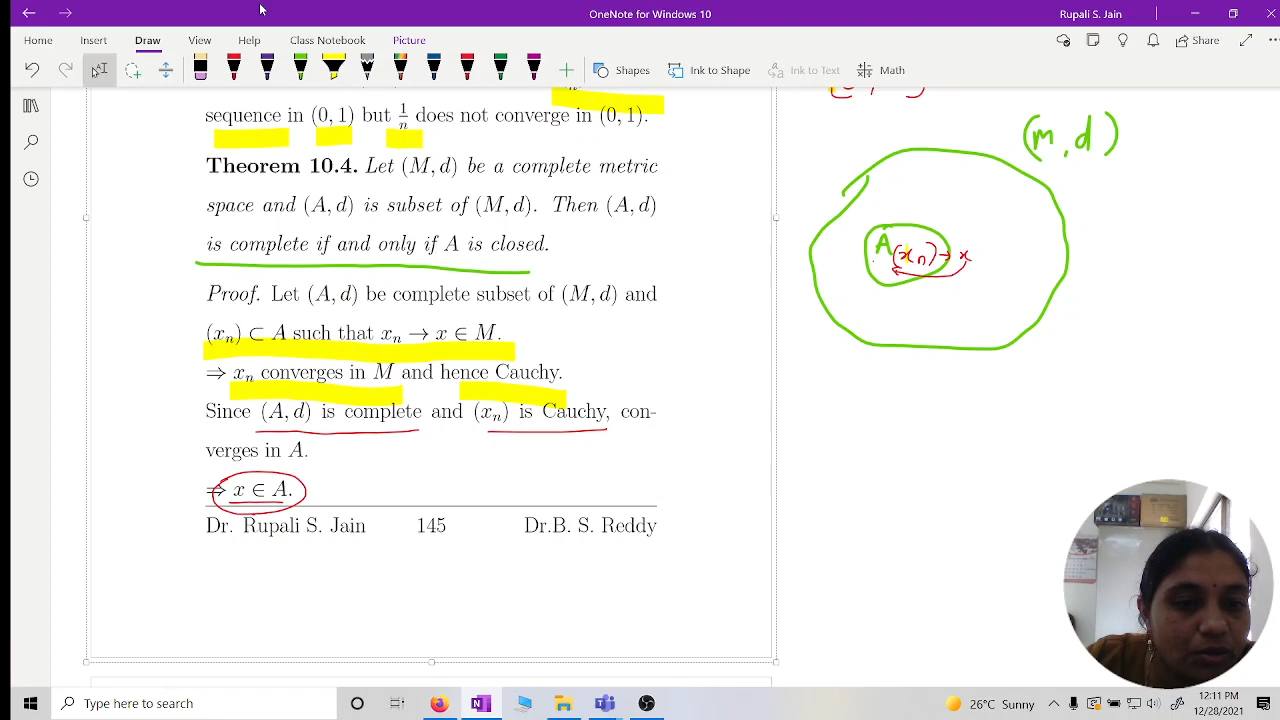 OneNote for Windows 10
Rupali S. Jain
Home Insert Draw View Help Class Notebook Picture
Share
Shapes Ink to Shape Ink to Text Math
sequence in (0, 1) but 1/n does not converge in (0, 1).
Theorem 10.4. Let (M, d) be a complete metric
space and (A, d) is subset of (M, d). Then (A, d)
is complete if and only if A is closed.
Proof. Let (A, d) be complete subset of (M, d) and
(xₙ) ⊂ A such that xₙ → x ∈ M.
⇒ xₙ converges in M and hence Cauchy.
Since (A, d) is complete and (xₙ) is Cauchy, con-
verges in A.
⇒ x ∈ A.
Dr. Rupali S. Jain 145 Dr.B. S. Reddy
(M, d)
A
(xₙ) → x
Type here to search
26°C Sunny
12:11 PM
12/28/2021